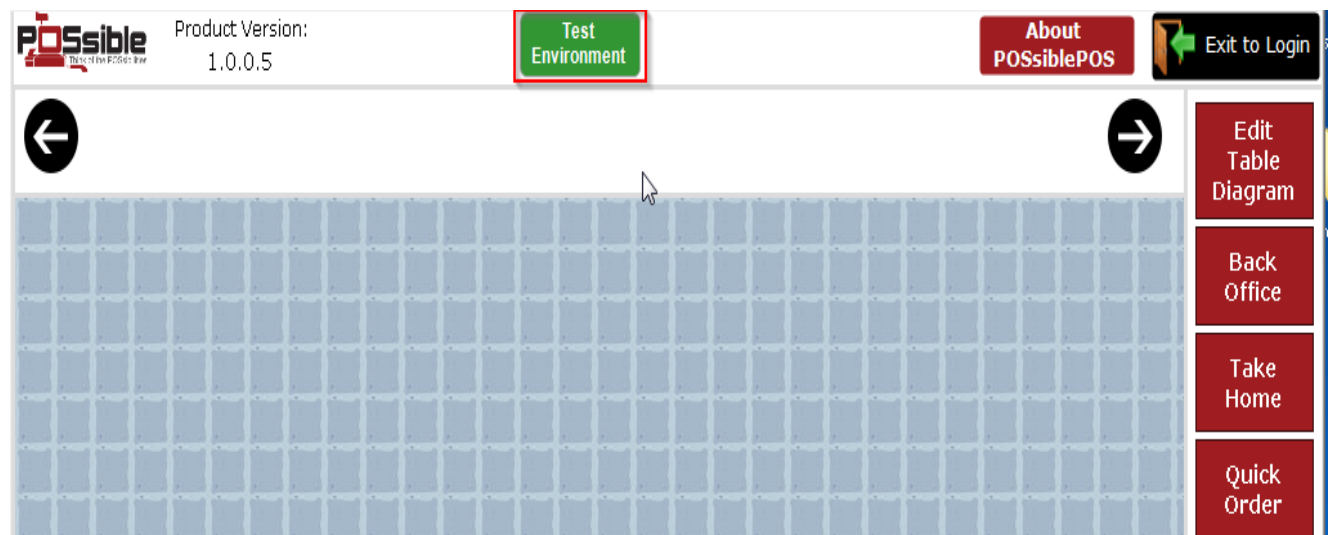 POSsible
Product Version:
1.0.0.5
Test
Environment
About
POSsiblePOS
Exit to Login
Edit
Table
Diagram
Back
Office
Take
Home
Quick
Order